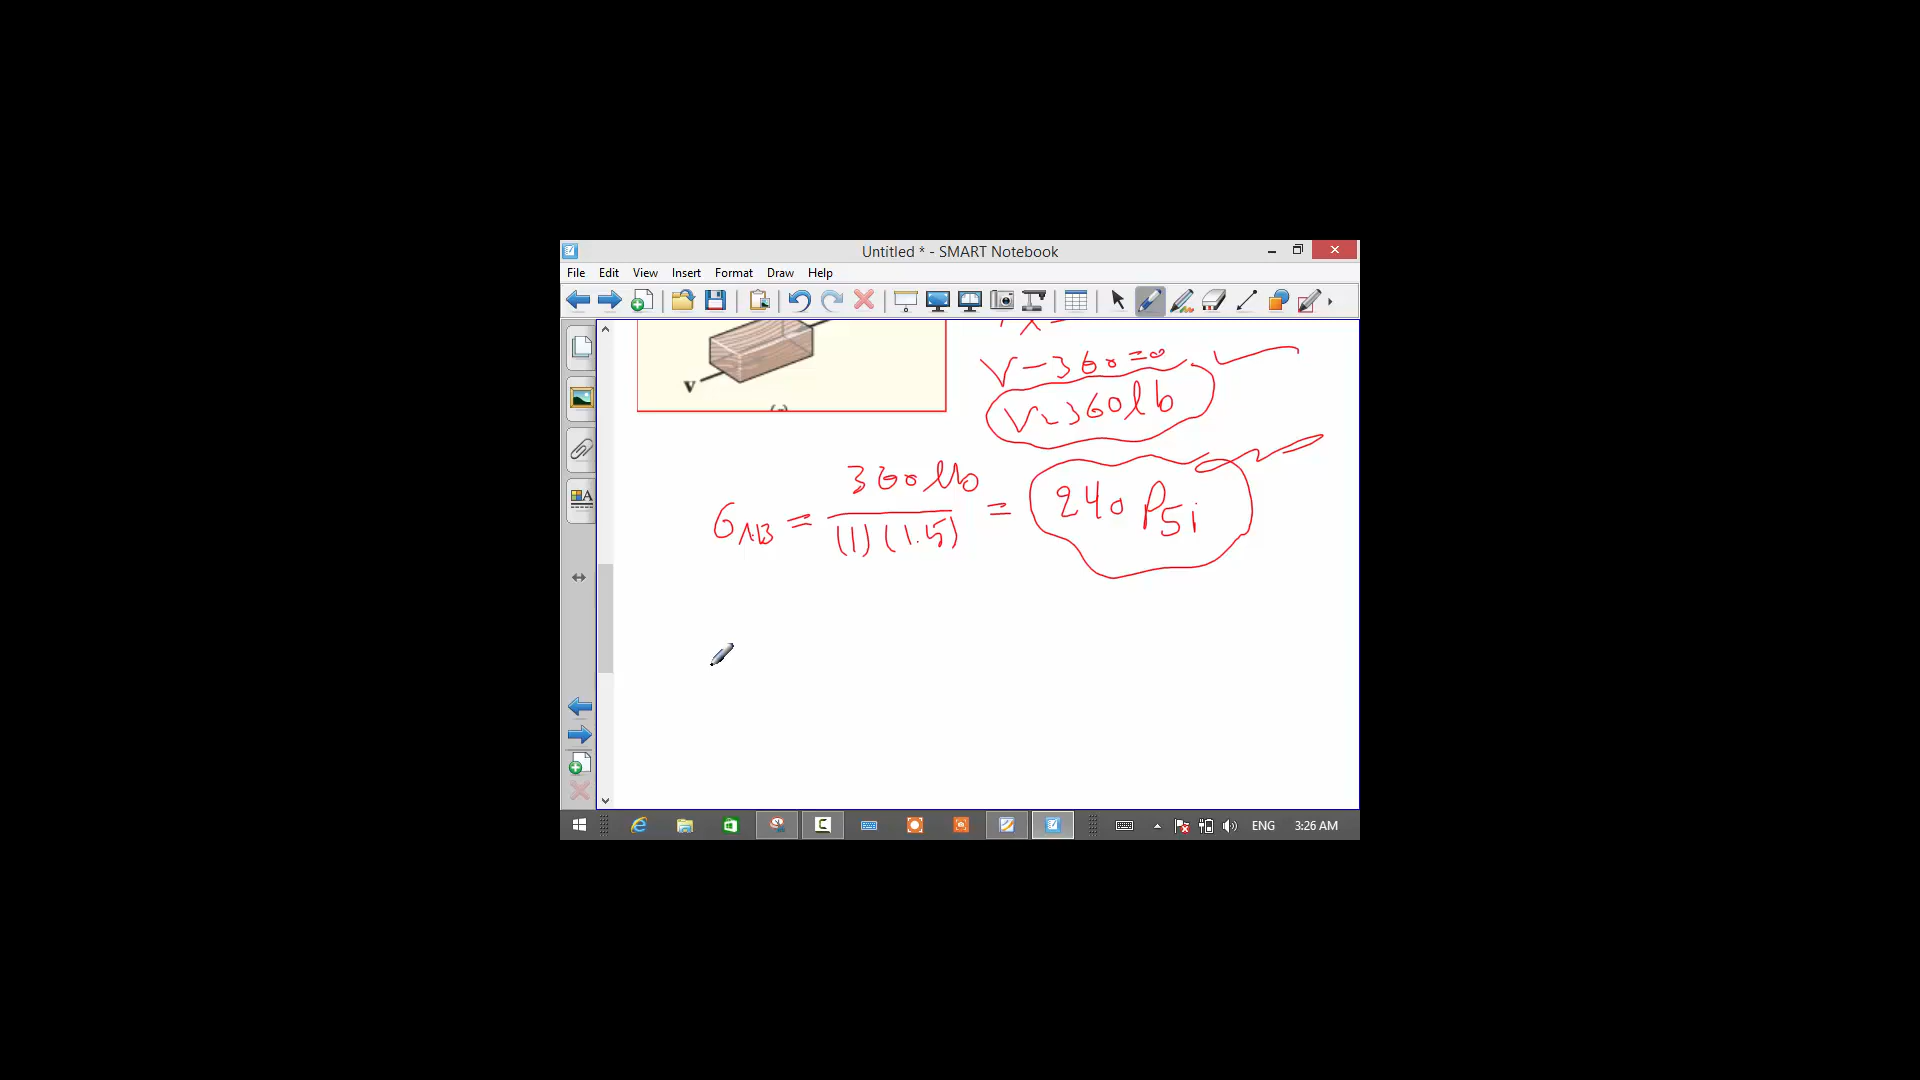 Untitled * - SMART Notebook
File Edit View Insert Format Draw Help
V
V - 360 = 0
V = 360 lb
σAB = 360 lb / (1)(1.5) = 240 Psi
ENG 3:26 AM